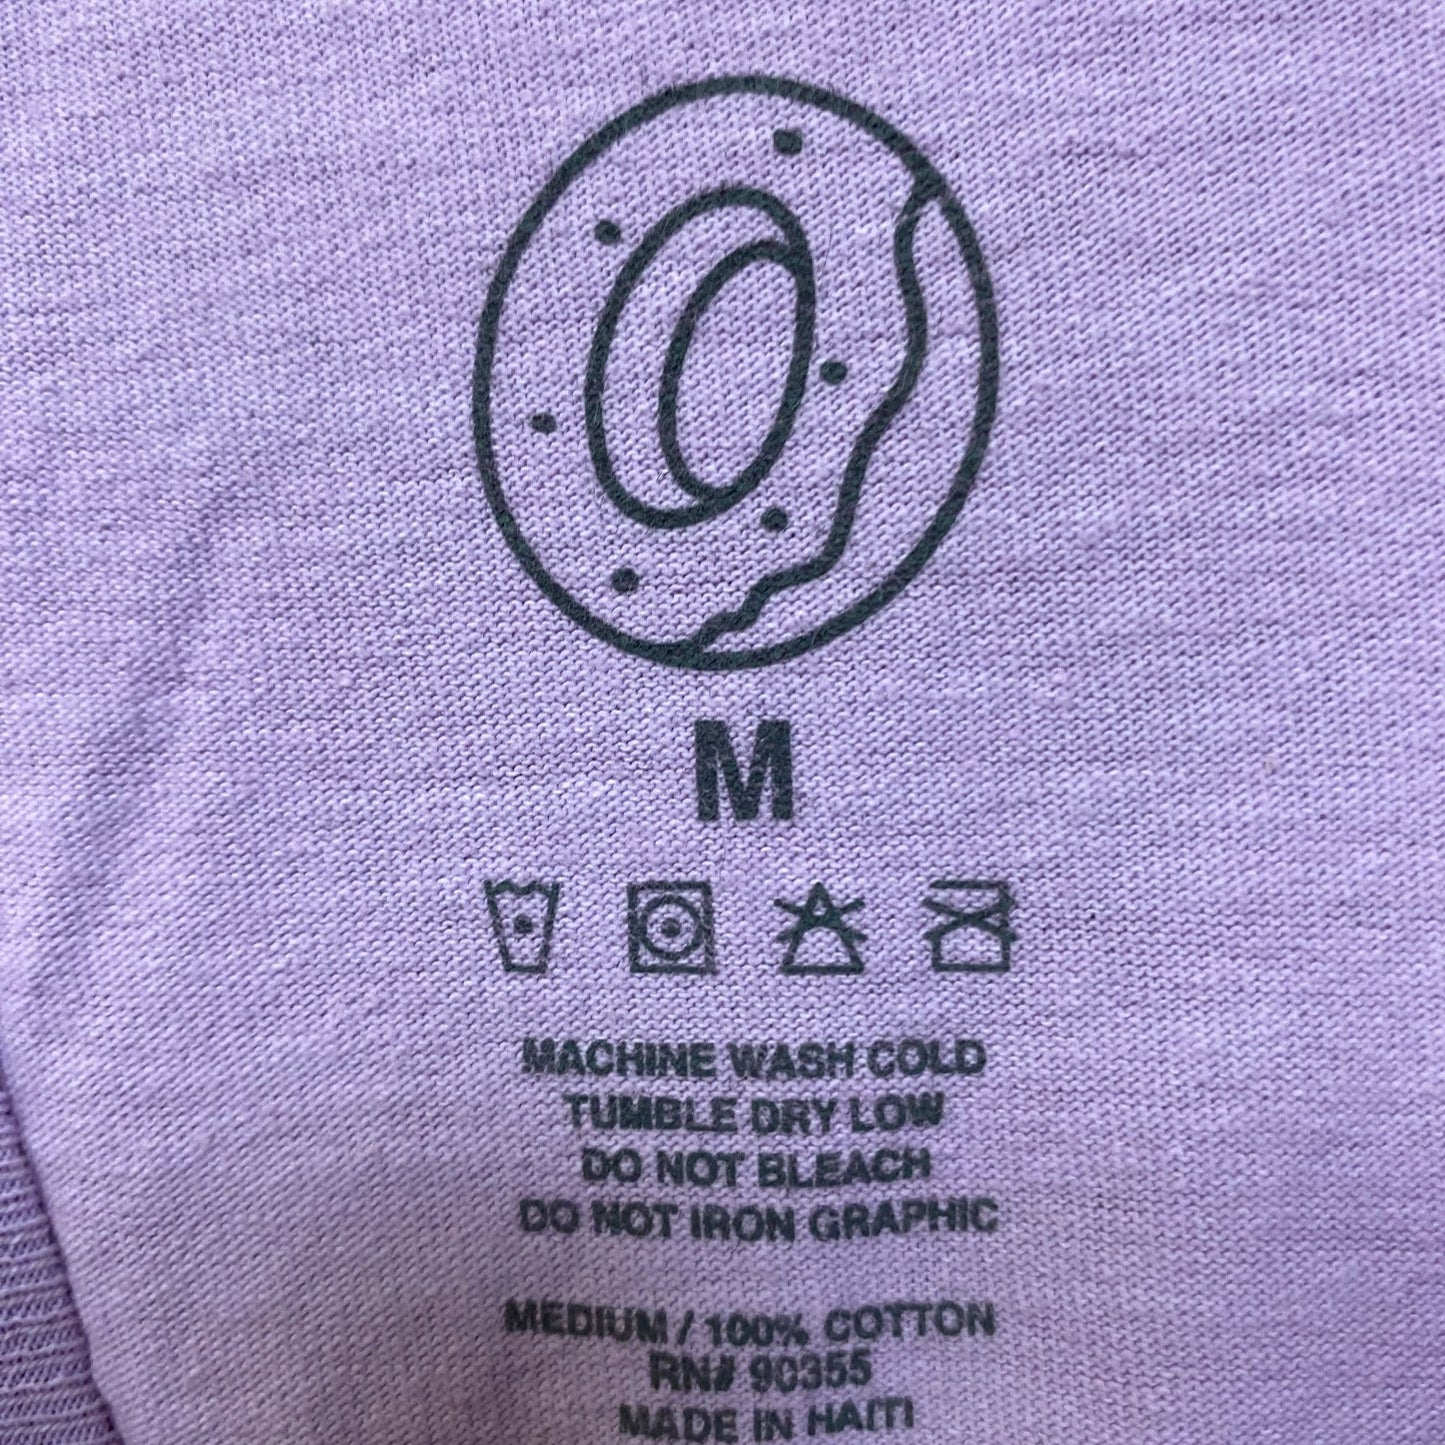 M
MACHINE WASH COLD
TUMBLE DRY LOW
DO NOT BLEACH
DO NOT IRON GRAPHIC
MEDIUM / 100% COTTON
RN# 90355
MADE IN HAITI